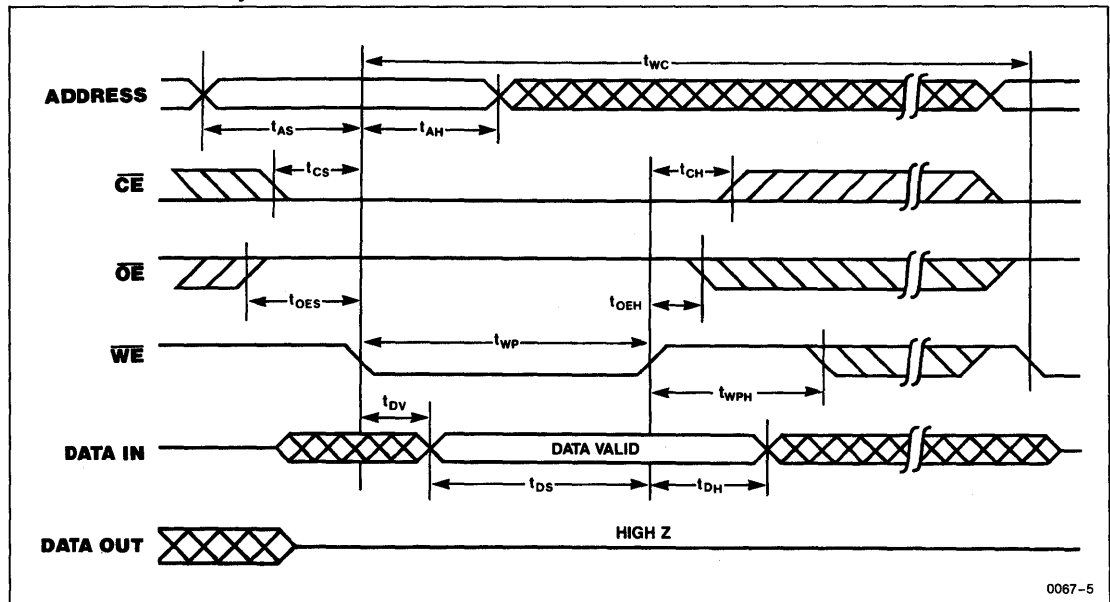 tWC
ADDRESS
tAS
tAH
CE
tCS
tCH
OE
tOES
tOEH
WE
tWP
tWPH
tDV
DATA IN
DATA VALID
tDS
tDH
DATA OUT
HIGH Z
0067-5